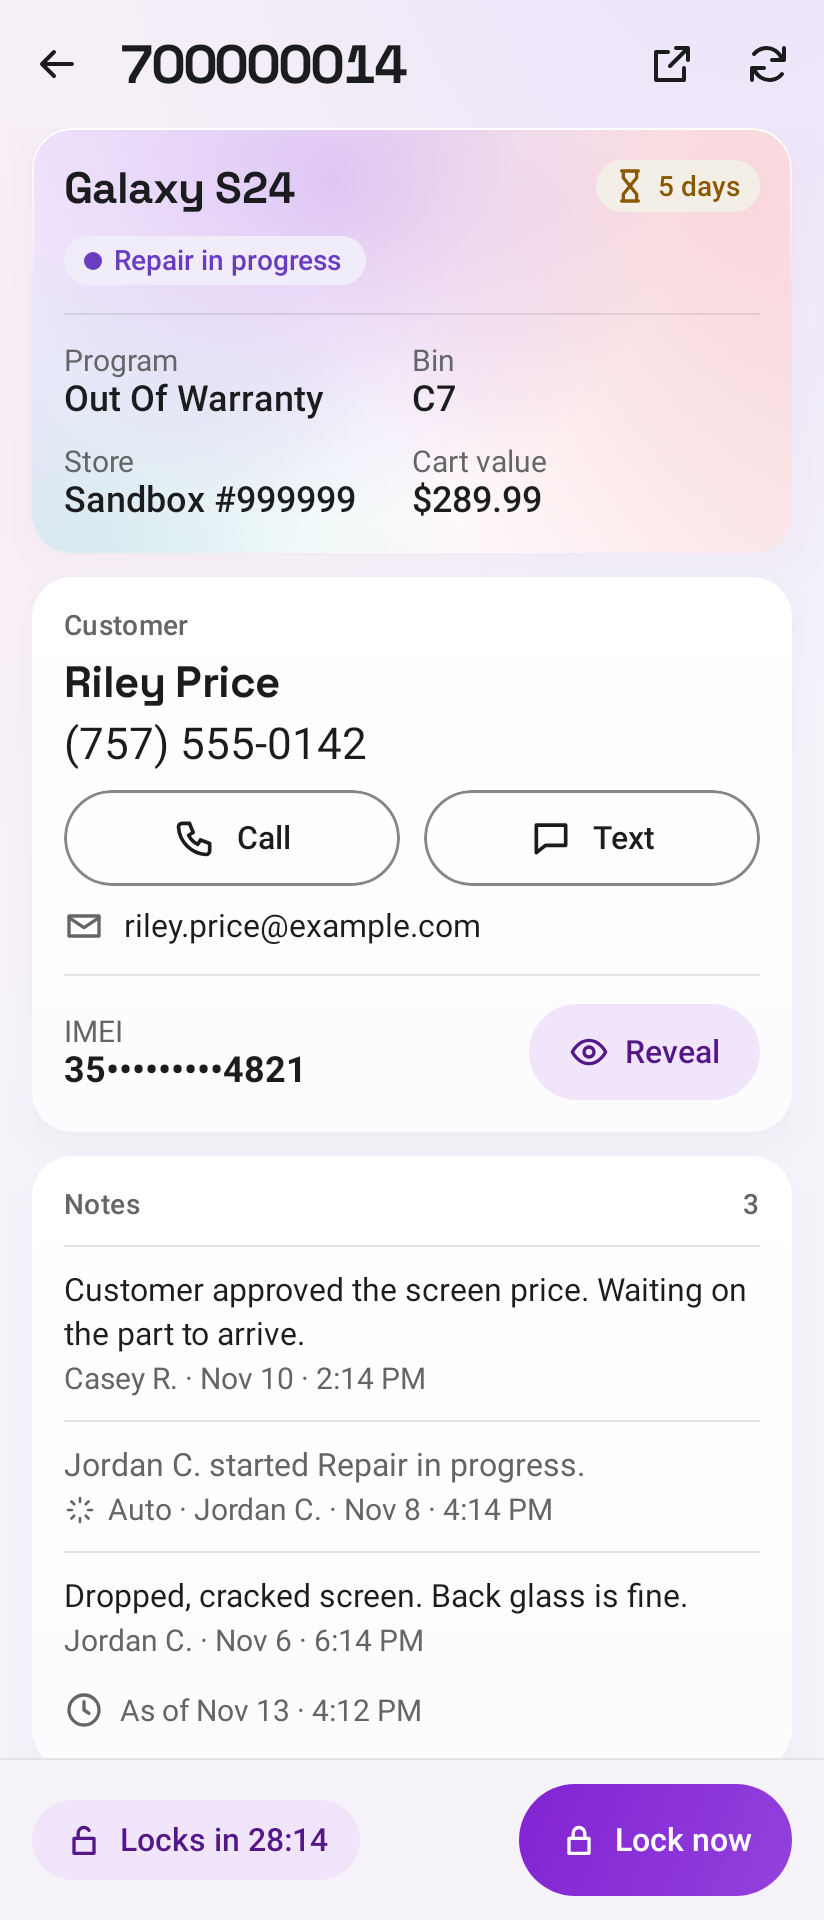 700000014
Galaxy S24
5 days
Repair in progress
Program
Out Of Warranty
Bin
C7
Store
Sandbox #999999
Cart value
$289.99
Customer
Riley Price
(757) 555-0142
Call
Text
riley.price@example.com
IMEI
35•••••••••4821
Reveal
Notes
3
Customer approved the screen price. Waiting on
the part to arrive.
Casey R. · Nov 10 · 2:14 PM
Jordan C. started Repair in progress.
Auto · Jordan C. · Nov 8 · 4:14 PM
Dropped, cracked screen. Back glass is fine.
Jordan C. · Nov 6 · 6:14 PM
As of Nov 13 · 4:12 PM
Locks in 28:14
Lock now